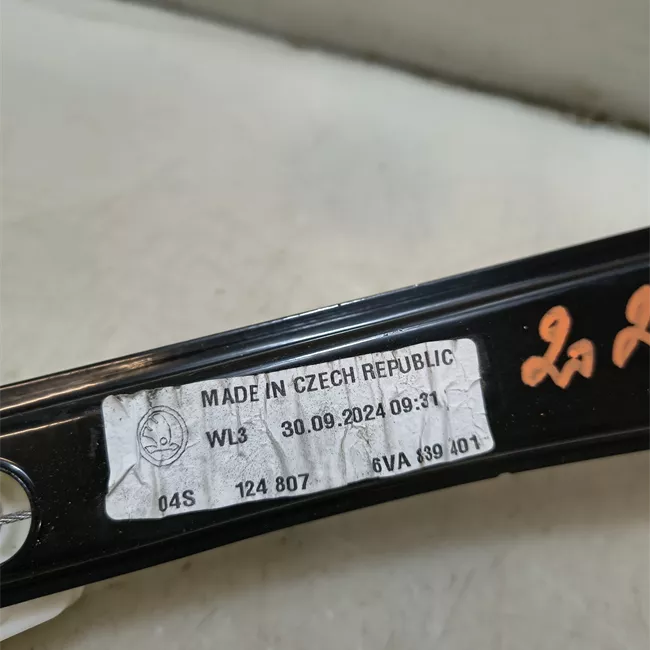 MADE IN CZECH REPUBLIC
WL3 30.09.2024 09:31
04S 124 807 6VA 839 401